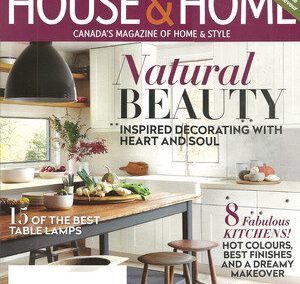 HOUSE & HOME
CANADA'S MAGAZINE OF HOME & STYLE
Natural
BEAUTY
INSPIRED DECORATING WITH
HEART AND SOUL
15 OF THE BEST
TABLE LAMPS
8 Fabulous
KITCHENS!
HOT COLOURS,
BEST FINISHES
AND A DREAMY
MAKEOVER